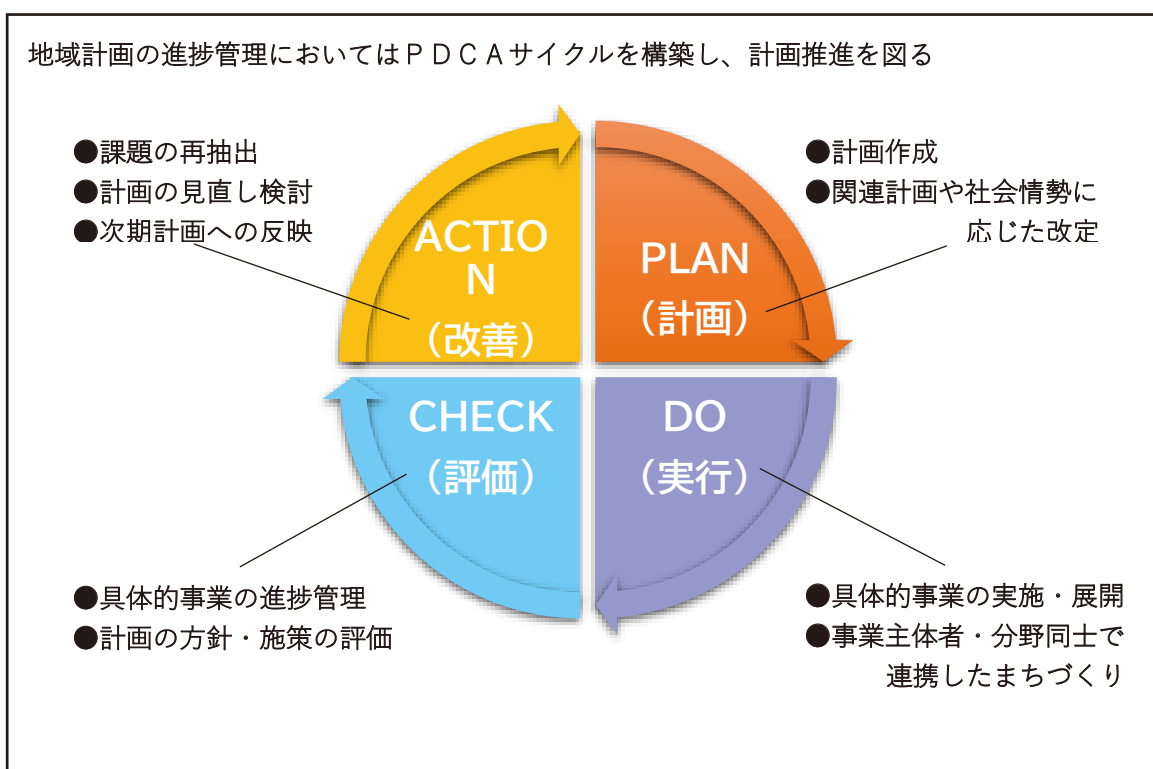 地域計画の進捗管理においてはＰＤＣＡサイクルを構築し、計画推進を図る
●課題の再抽出
●計画の見直し検討
●次期計画への反映
●計画作成
●関連計画や社会情勢に
応じた改定
ACTIO
N
（改善）
PLAN
（計画）
CHECK
（評価）
DO
（実行）
●具体的事業の進捗管理
●計画の方針・施策の評価
●具体的事業の実施・展開
●事業主体者・分野同士で
連携したまちづくり